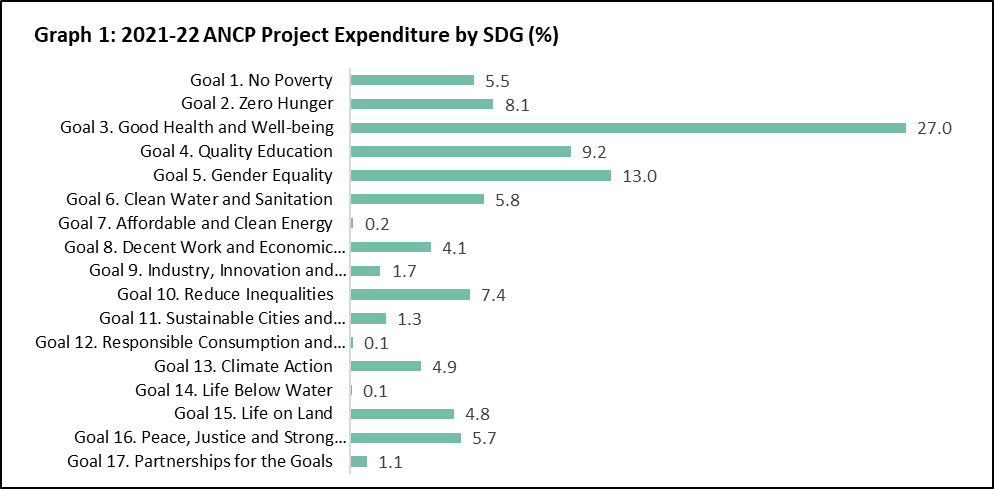 Graph 1: 2021-22 ANCP Project Expenditure by SDG (%)
Goal 1. No Poverty 5.5
Goal 2. Zero Hunger 8.1
Goal 3. Good Health and Well-being 27.0
Goal 4. Quality Education 9.2
Goal 5. Gender Equality 13.0
Goal 6. Clean Water and Sanitation 5.8
Goal 7. Affordable and Clean Energy 0.2
Goal 8. Decent Work and Economic... 4.1
Goal 9. Industry, Innovation and... 1.7
Goal 10. Reduce Inequalities 7.4
Goal 11. Sustainable Cities and... 1.3
Goal 12. Responsible Consumption and... 0.1
Goal 13. Climate Action 4.9
Goal 14. Life Below Water 0.1
Goal 15. Life on Land 4.8
Goal 16. Peace, Justice and Strong... 5.7
Goal 17. Partnerships for the Goals 1.1